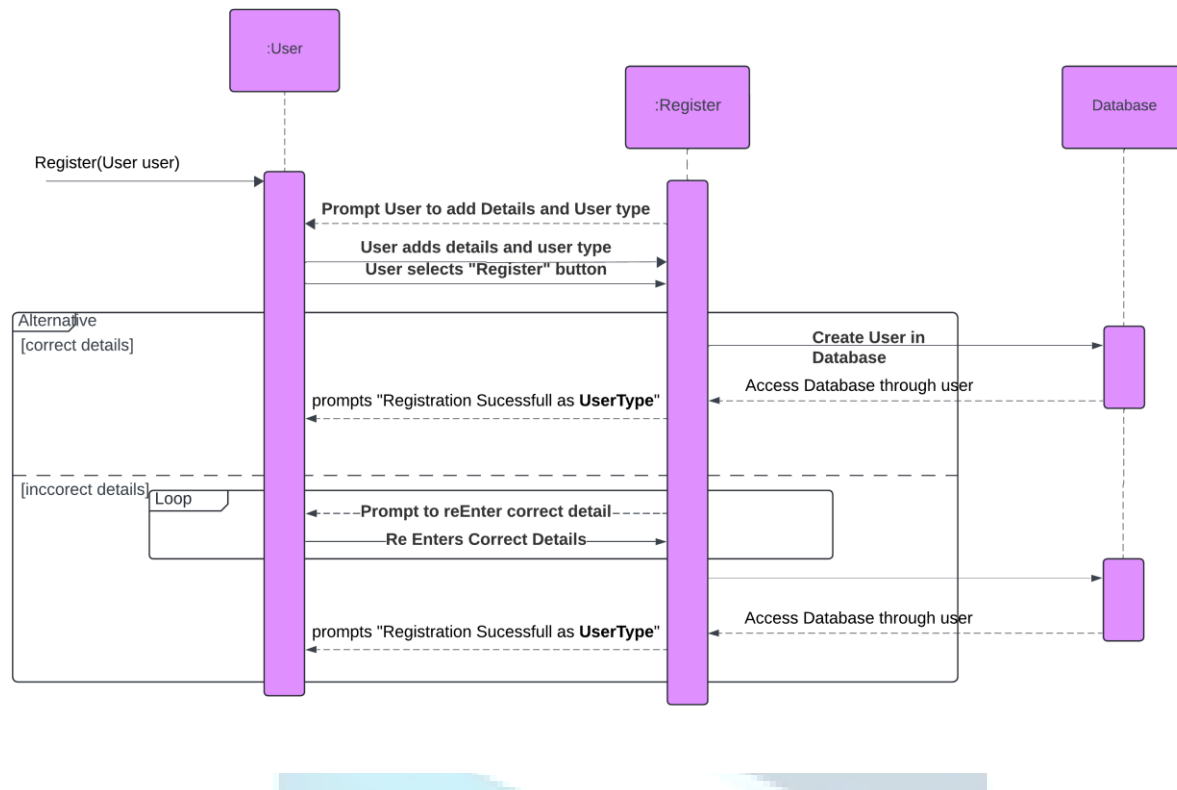 :User
:Register
Database
Register(User user)
Prompt User to add Details and User type
User adds details and user type
User selects "Register" button
Alternative
[correct details]
Create User in
Database
Access Database through user
prompts "Registration Sucessfull as UserType"
[inccorect details]
Loop
Prompt to reEnter correct detail
Re Enters Correct Details
Access Database through user
prompts "Registration Sucessfull as UserType"